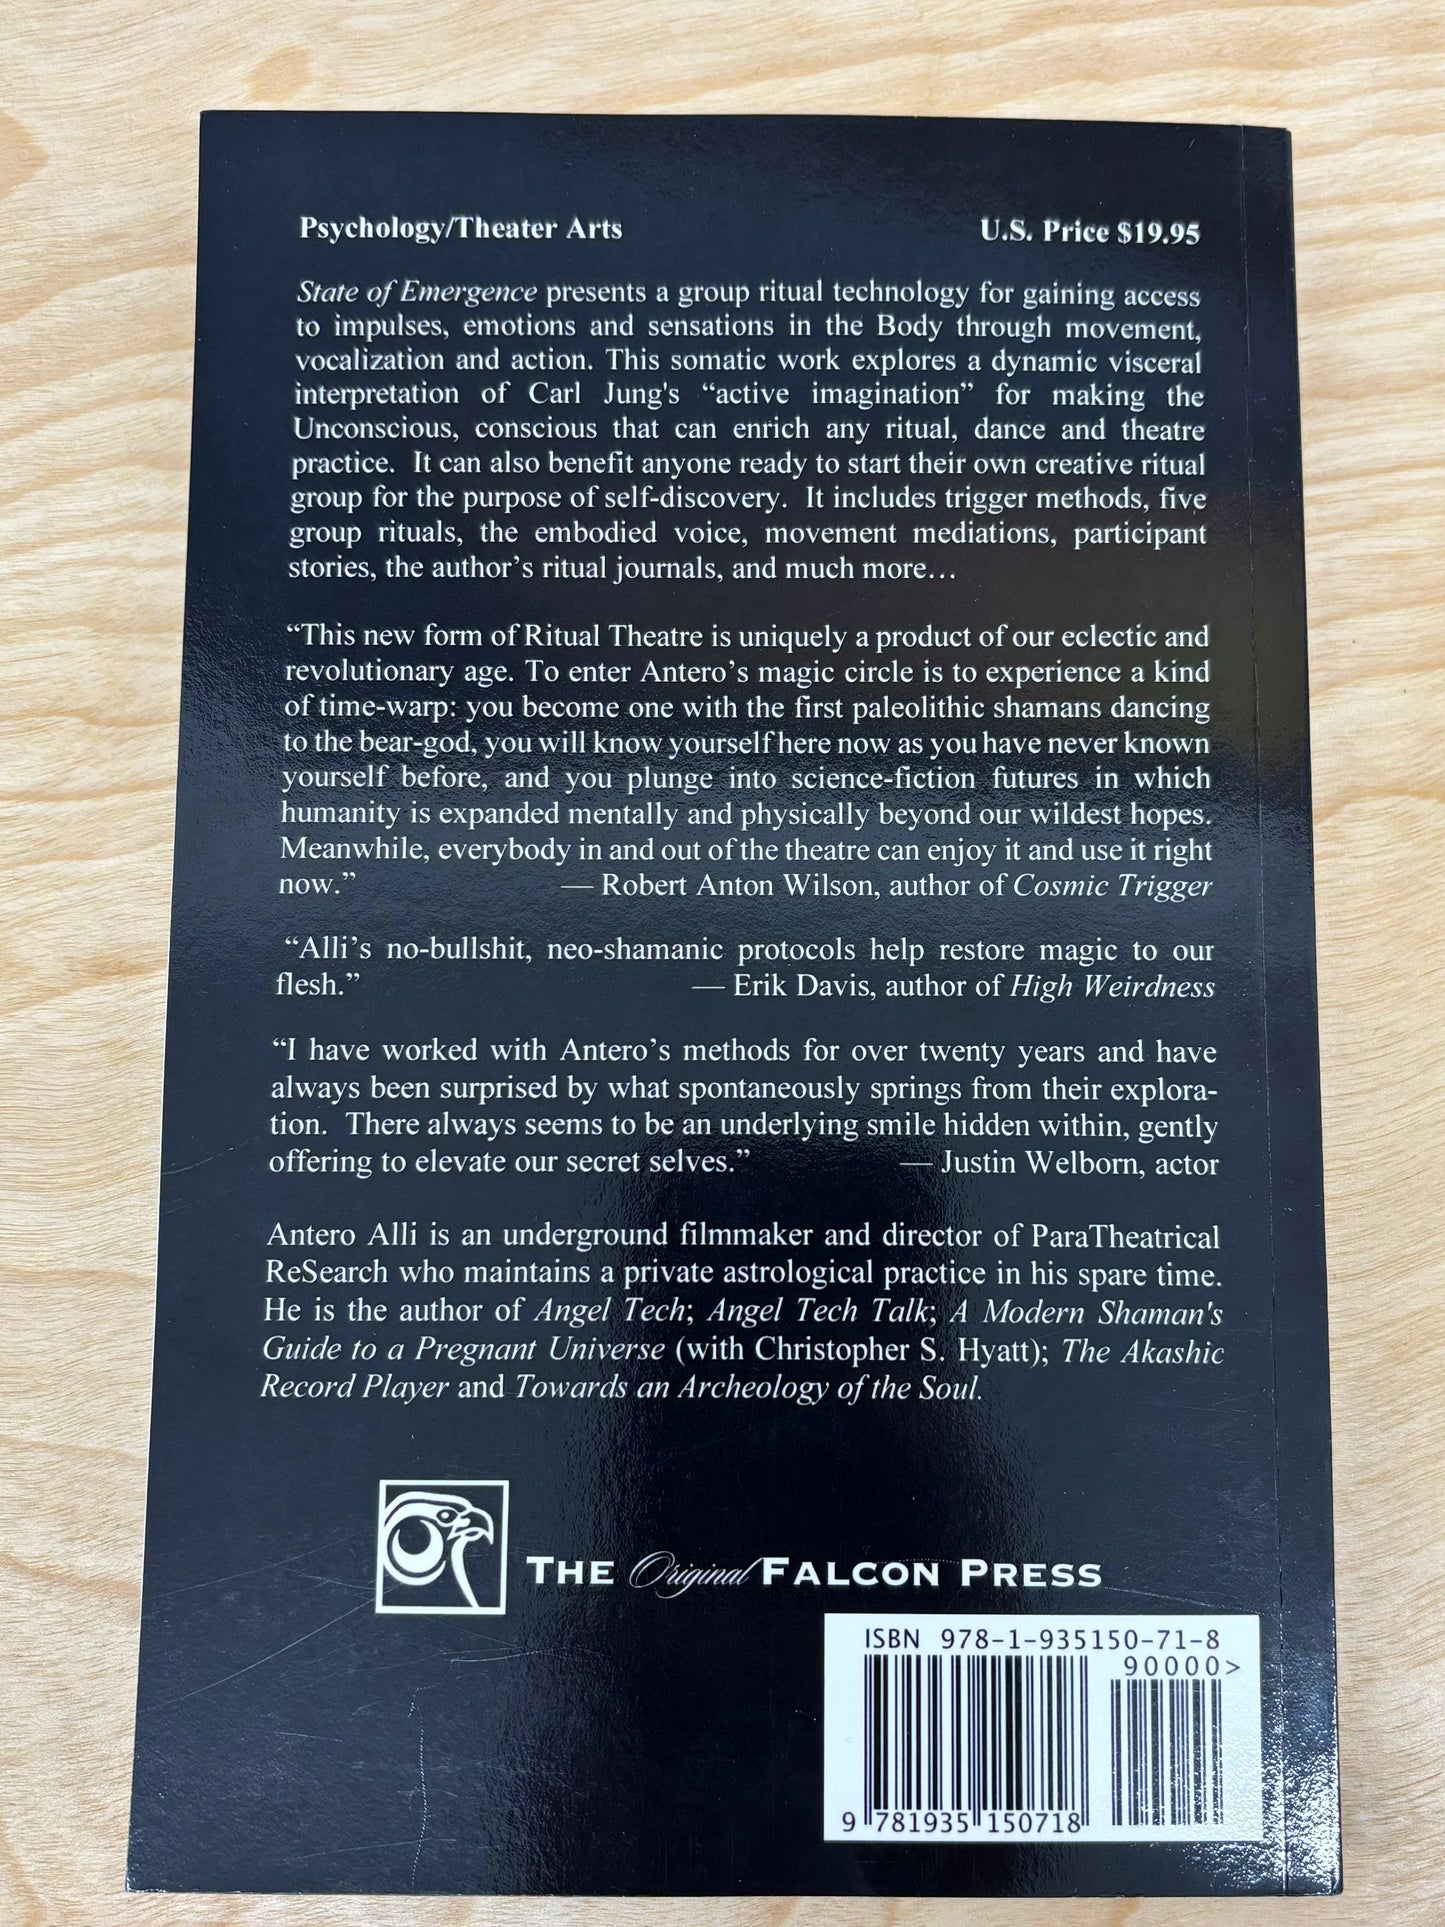 Psychology/Theater Arts U.S. Price $19.95
State of Emergence presents a group ritual technology for gaining access
to impulses, emotions and sensations in the Body through movement,
vocalization and action. This somatic work explores a dynamic visceral
interpretation of Carl Jung's “active imagination” for making the
Unconscious, conscious that can enrich any ritual, dance and theatre
practice. It can also benefit anyone ready to start their own creative ritual
group for the purpose of self-discovery. It includes trigger methods, five
group rituals, the embodied voice, movement mediations, participant
stories, the author’s ritual journals, and much more…
“This new form of Ritual Theatre is uniquely a product of our eclectic and
revolutionary age. To enter Antero’s magic circle is to experience a kind
of time-warp: you become one with the first paleolithic shamans dancing
to the bear-god, you will know yourself here now as you have never known
yourself before, and you plunge into science-fiction futures in which
humanity is expanded mentally and physically beyond our wildest hopes.
Meanwhile, everybody in and out of the theatre can enjoy it and use it right
now.” — Robert Anton Wilson, author of Cosmic Trigger
“Alli’s no-bullshit, neo-shamanic protocols help restore magic to our
flesh.” — Erik Davis, author of High Weirdness
“I have worked with Antero’s methods for over twenty years and have
always been surprised by what spontaneously springs from their explora-
tion. There always seems to be an underlying smile hidden within, gently
offering to elevate our secret selves.” — Justin Welborn, actor
Antero Alli is an underground filmmaker and director of ParaTheatrical
ReSearch who maintains a private astrological practice in his spare time.
He is the author of Angel Tech; Angel Tech Talk; A Modern Shaman's
Guide to a Pregnant Universe (with Christopher S. Hyatt); The Akashic
Record Player and Towards an Archeology of the Soul.
THE Original FALCON PRESS
ISBN 978-1-935150-71-8
90000>
9 781935 150718